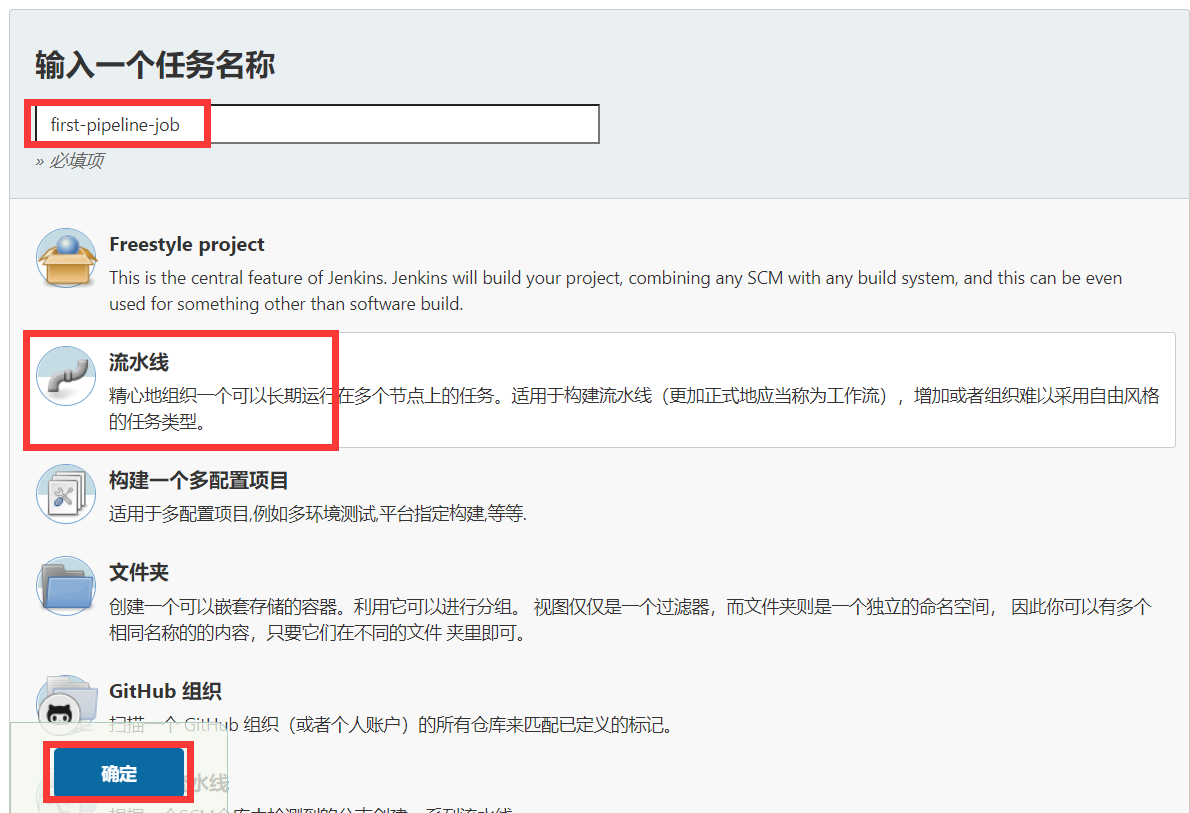 输入一个任务名称
first-pipeline-job
» 必填项
Freestyle project
This is the central feature of Jenkins. Jenkins will build your project, combining any SCM with any build system, and this can be even
used for something other than software build.
流水线
精心地组织一个可以长期运行在多个节点上的任务。适用于构建流水线（更加正式地应当称为工作流），增加或者组织难以采用自由风格
的任务类型。
构建一个多配置项目
适用于多配置项目,例如多环境测试,平台指定构建,等等.
文件夹
创建一个可以嵌套存储的容器。利用它可以进行分组。 视图仅仅是一个过滤器，而文件夹则是一个独立的命名空间， 因此你可以有多个
相同名称的的内容，只要它们在不同的文件 夹里即可。
GitHub 组织
扫描一个 GitHub 组织（或者个人账户）的所有仓库来匹配已定义的标记。
确定
水线